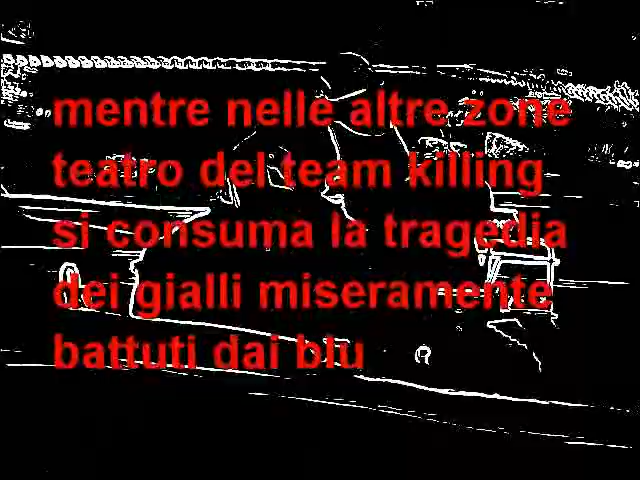 mentre nelle altre zone
teatro del team killing
si consuma la tragedia
dei gialli miseramente
battuti dai blu